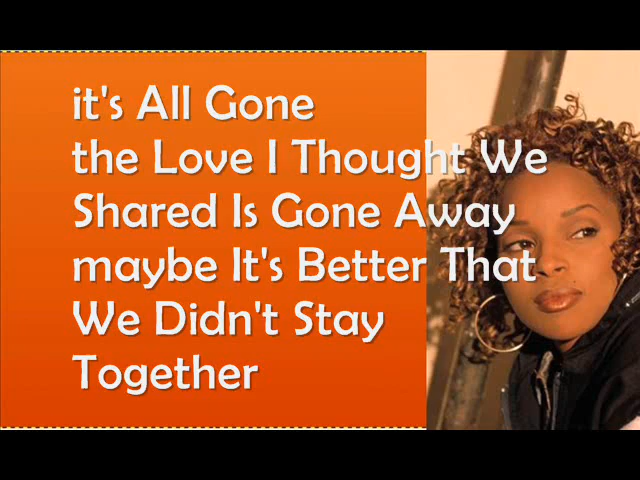 it's All Gone
the Love I Thought We
Shared Is Gone Away
maybe It's Better That
We Didn't Stay
Together